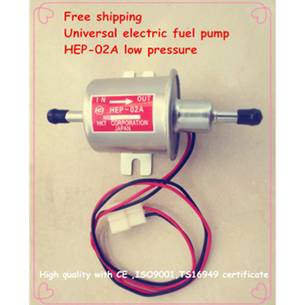 Free shipping
Universal electric fuel pump
HEP-02A low pressure
IN OUT
HEP-02A
HKT CORPORATION
JAPAN
High quality with CE ,ISO9001,TS16949 certificate